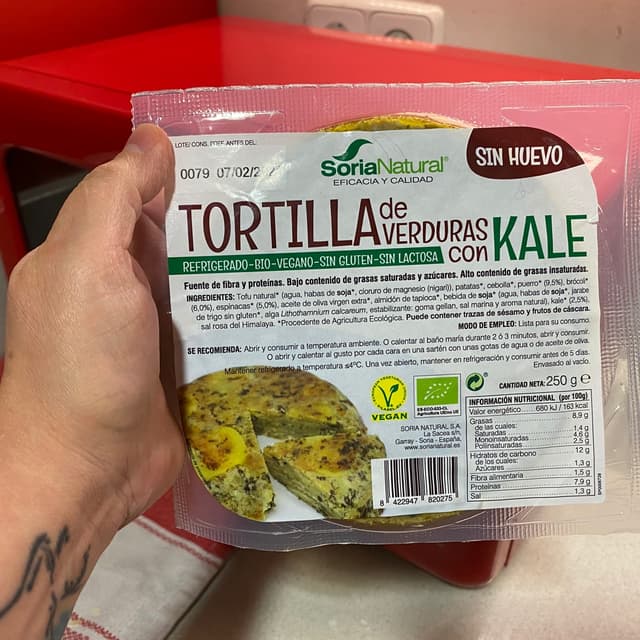 LOTE/ CONS. PREF. ANTES DEL:
0079 07/02/2
SoriaNatural®
EFICACIA Y CALIDAD
SIN HUEVO
TORTILLA de VERDURAS con KALE
REFRIGERADO-BIO-VEGANO-SIN GLUTEN-SIN LACTOSA
Fuente de fibra y proteínas. Bajo contenido de grasas saturadas y azúcares. Alto contenido de grasas insaturadas.
INGREDIENTES: Tofu natural* (agua, habas de soja*, cloruro de magnesio (nigari)), patatas*, cebolla*, puerro* (9,5%), brócoli*
(6,0%), espinacas* (5,0%), aceite de oliva virgen extra*, almidón de tapioca*, bebida de soja* (agua, habas de soja*, jarabe
de trigo sin gluten*, alga Lithothamnium calcareum, estabilizante: goma gellan, sal marina y aroma natural), kale* (2,5%),
sal rosa del Himalaya. *Procedente de Agricultura Ecológica. Puede contener trazas de sésamo y frutos de cáscara.
MODO DE EMPLEO: Lista para su consumo.
SE RECOMIENDA: Abrir y consumir a temperatura ambiente. O calentar al baño maría durante 2 ó 3 minutos, abrir y consumir.
O abrir y calentar al gusto por cada cara en una sartén con unas gotas de agua o de aceite de oliva.
Mantener refrigerado a temperatura ≤4ºC. Una vez abierto, mantener en refrigeración y consumir antes de 5 días.
Envasado al vacío.
CANTIDAD NETA: 250 g e
VEGAN
ES-ECO-033-CL
Agricultura UE/no UE
SORIA NATURAL S.A.
La Sacea s/n,
Garray - Soria - España.
www.sorianatural.es
8 422947 820275
INFORMACIÓN NUTRICIONAL (por 100g)
Valor energético 680 kJ / 163 kcal
Grasas 8,9 g
de las cuales:
Saturadas 1,4 g
Monoinsaturadas 4,6 g
Poliinsaturadas 2,5 g
Hidratos de carbono 12 g
de los cuales:
Azúcares 1,3 g
Fibra alimentaria 1,5 g
Proteínas 7,9 g
Sal 1,3 g